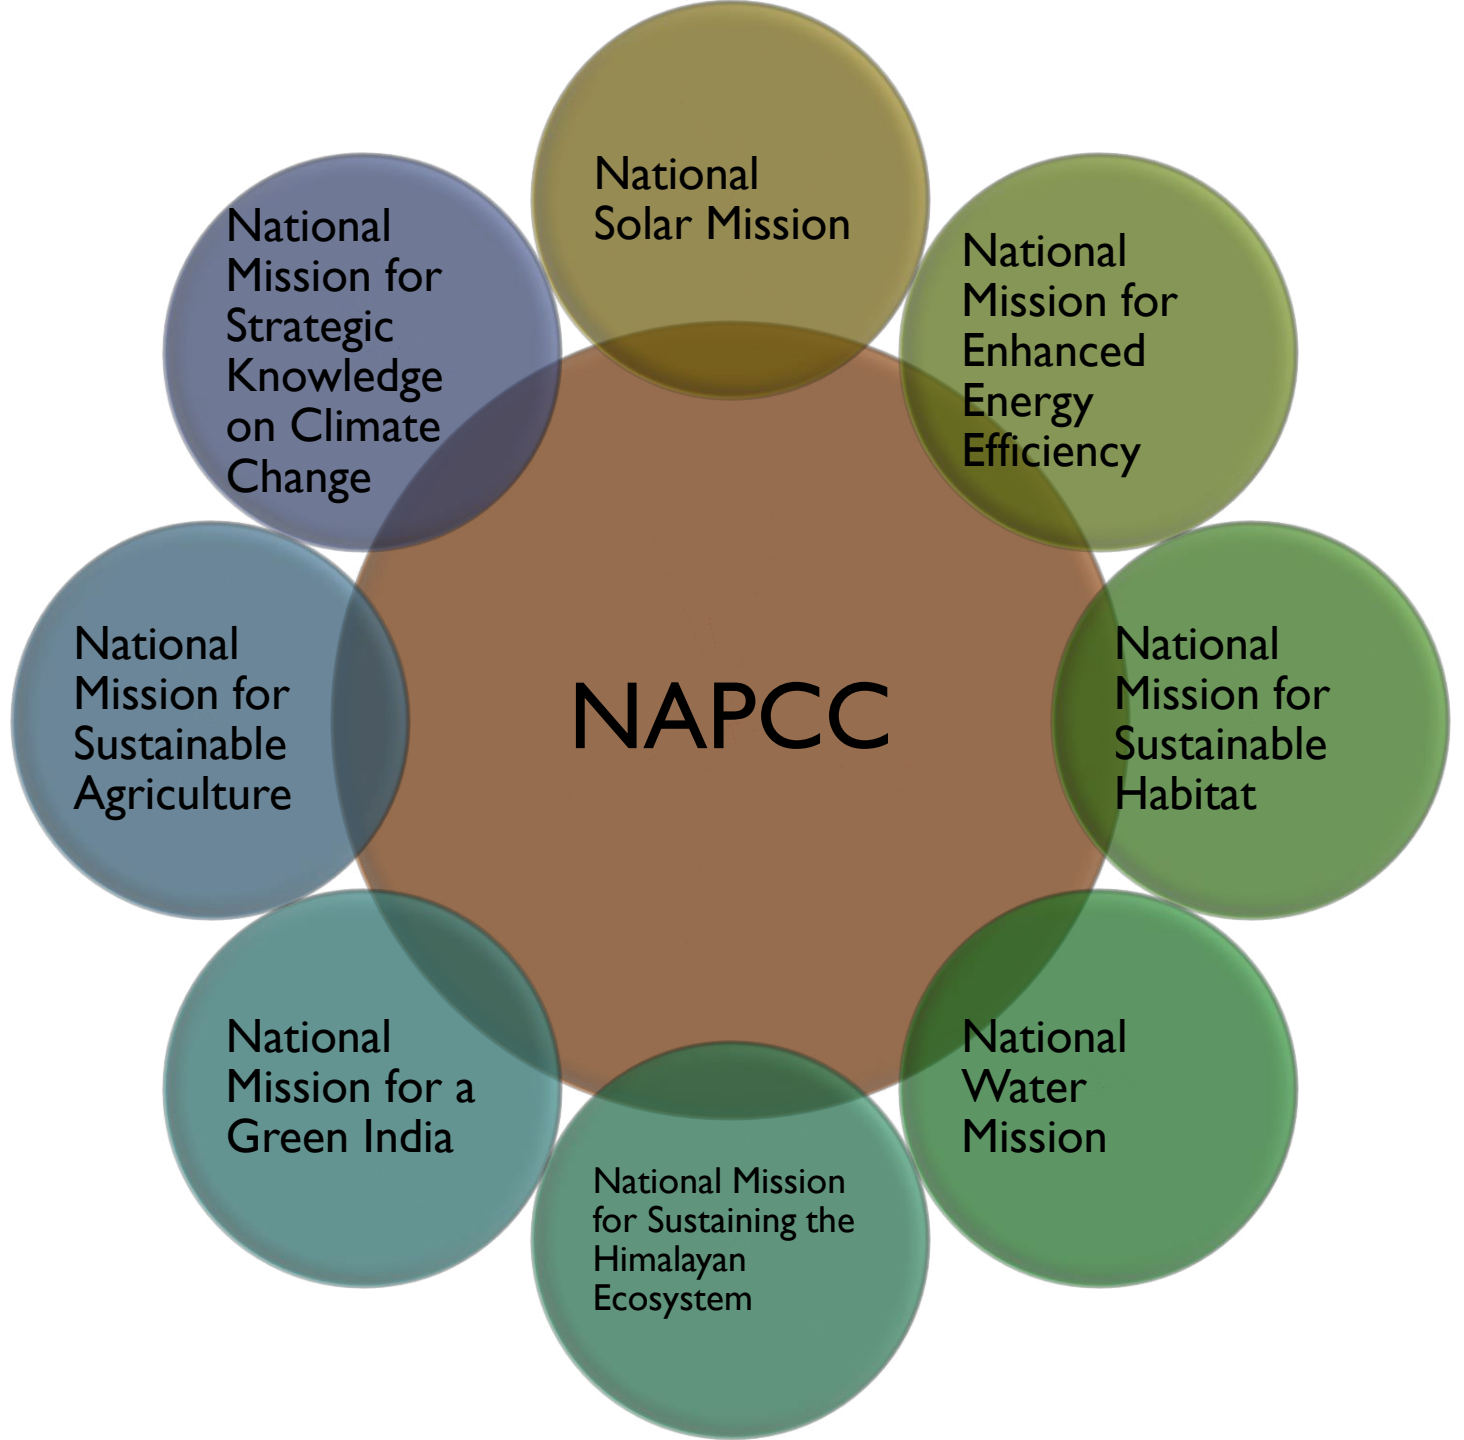 National
Solar Mission
National
Mission for
Enhanced
Energy
Efficiency
National
Mission for
Sustainable
Habitat
National
Water
Mission
National Mission
for Sustaining the
Himalayan
Ecosystem
National
Mission for a
Green India
National
Mission for
Sustainable
Agriculture
National
Mission for
Strategic
Knowledge
on Climate
Change
NAPCC